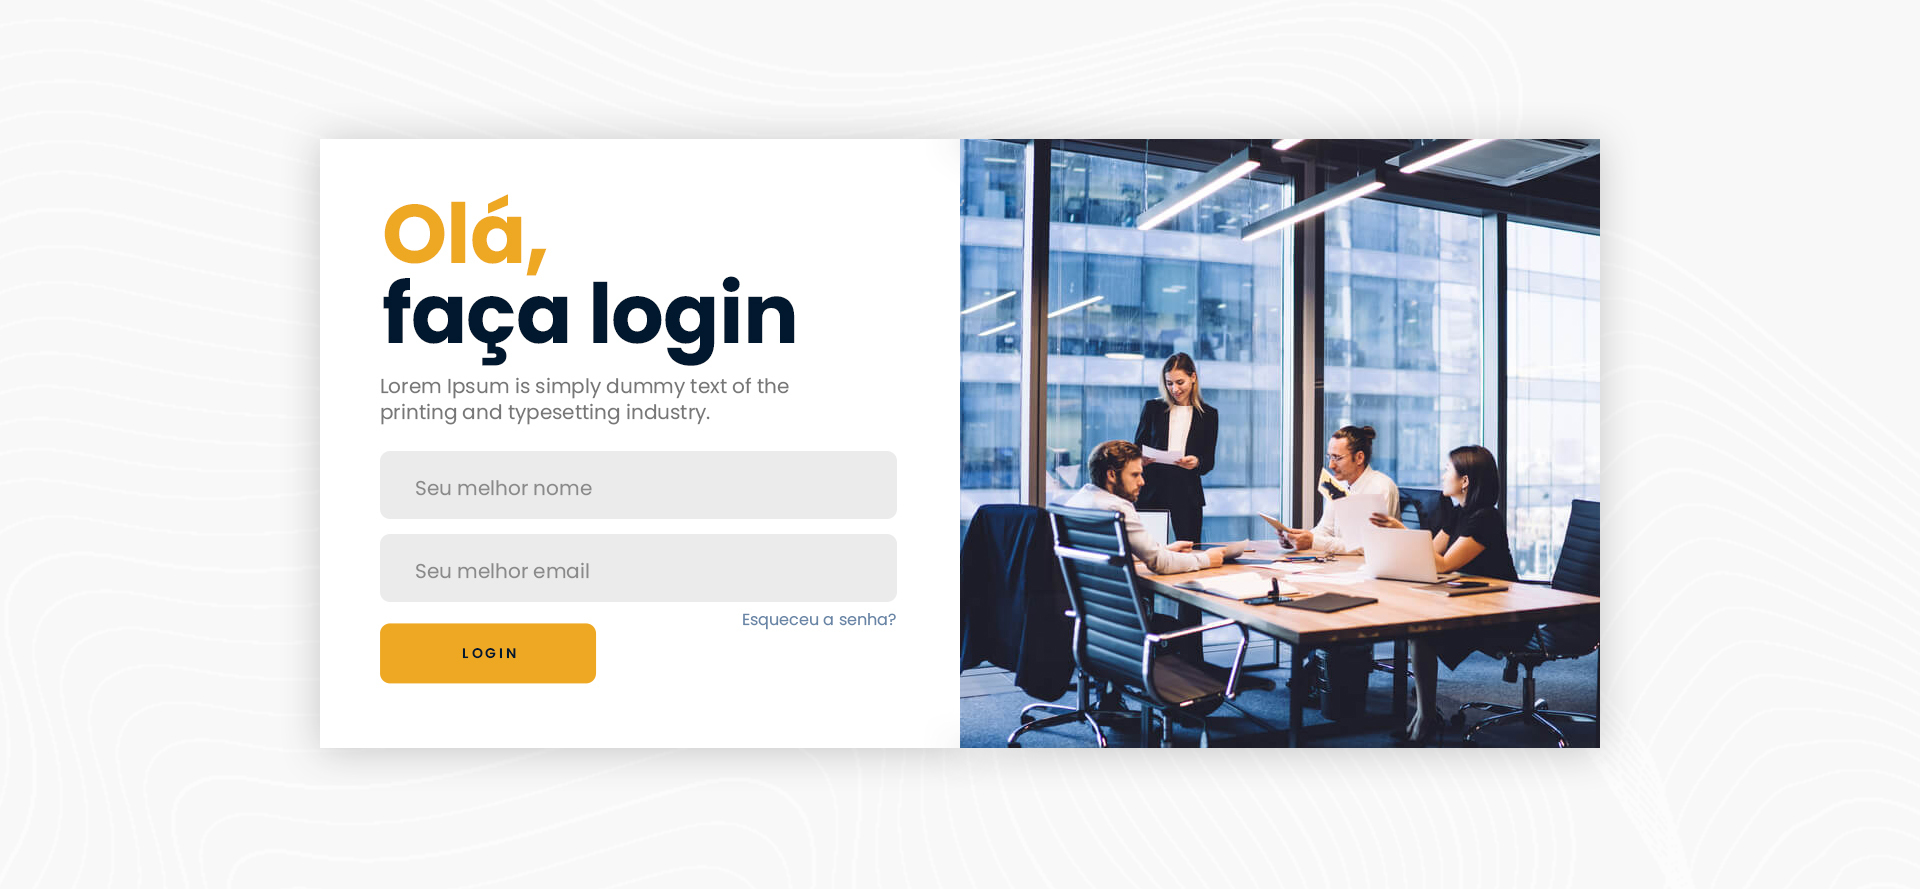 Olá,
faça login
Lorem Ipsum is simply dummy text of the
printing and typesetting industry.
Seu melhor nome
Seu melhor email
Esqueceu a senha?
LOGIN